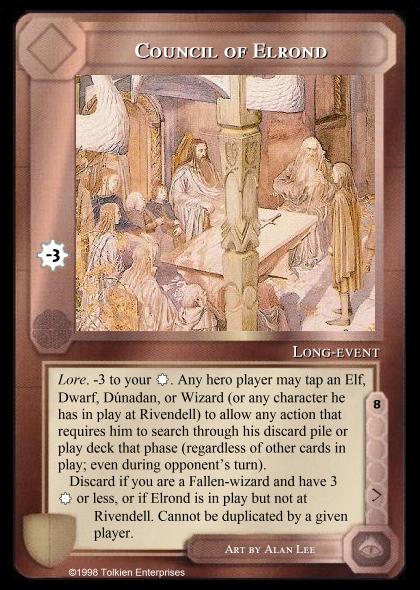 COUNCIL OF ELROND
-3
LONG-EVENT
Lore. -3 to your . Any hero player may tap an Elf,
Dwarf, Dúnadan, or Wizard (or any character he
has in play at Rivendell) to allow any action that
requires him to search through his discard pile or
play deck that phase (regardless of other cards in
play; even during opponent's turn).
Discard if you are a Fallen-wizard and have 3
or less, or if Elrond is in play but not at
Rivendell. Cannot be duplicated by a given
player.
8
ART BY ALAN LEE
©1998 Tolkien Enterprises